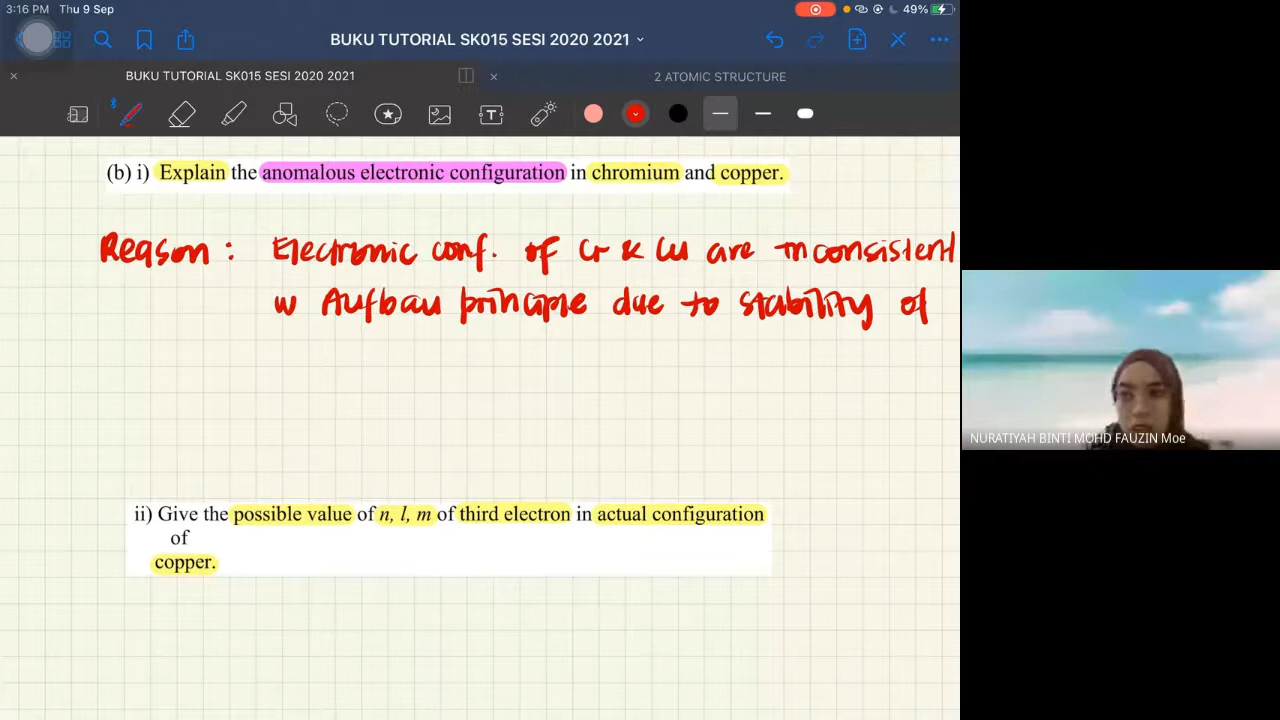 3:16 PM Thu 9 Sep
49%
BUKU TUTORIAL SK015 SESI 2020 2021
BUKU TUTORIAL SK015 SESI 2020 2021
2 ATOMIC STRUCTURE
T
(b) i) Explain the anomalous electronic configuration in chromium and copper.
Reason : Electronic conf. of Cr & Cu are inconsistent
w Aufbau principle due to stability of
NURATIYAH BINTI MOHD FAUZIN Moe
ii) Give the possible value of n, l, m of third electron in actual configuration
of
copper.